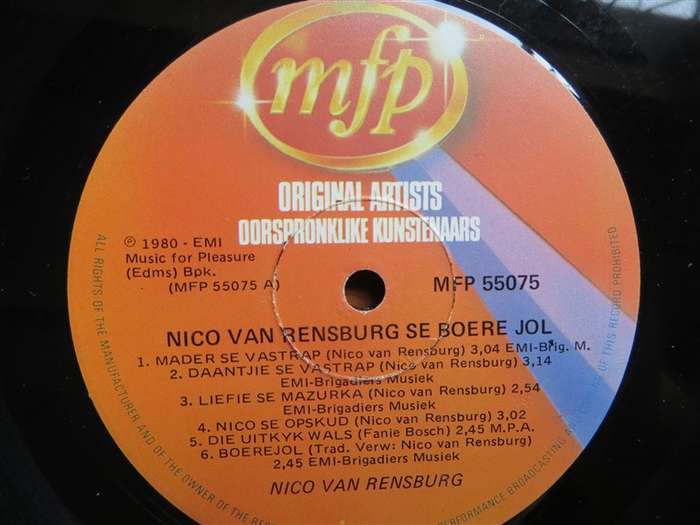 mfp
ORIGINAL ARTISTS
OORSPRONKLIKE KUNSTENAARS
℗ 1980 - EMI
Music for Pleasure
(Edms) Bpk.
(MFP 55075 A)
MFP 55075
NICO VAN RENSBURG SE BOERE JOL
1. MADER SE VASTRAP (Nico van Rensburg) 3,04 EMI-Brig. M.
2. DAANTJIE SE VASTRAP (Nico van Rensburg) 3,14
EMI-Brigadiers Musiek
3. LIEFIE SE MAZURKA (Nico van Rensburg) 2,54
EMI-Brigadiers Musiek
4. NICO SE OPSKUD (Nico van Rensburg) 3,02
5. DIE UITKYK WALS (Fanie Bosch) 2,45 M.P.A.
6. BOEREJOL (Trad. Verw: Nico van Rensburg)
2,45 EMI-Brigadiers Musiek
NICO VAN RENSBURG
ALL RIGHTS OF THE MANUFACTURER AND OF THE OWNER OF THE
PERFORMANCE BROADCASTING
OF THIS RECORD PROHIBITED